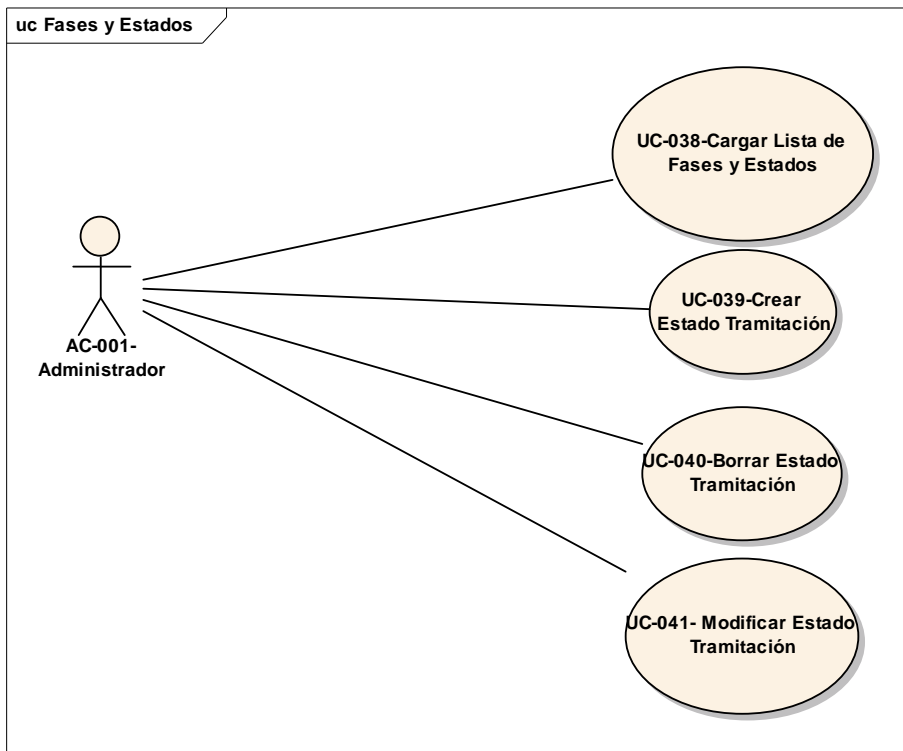 uc Fases y Estados
UC-038-Cargar Lista de
Fases y Estados
UC-039-Crear
Estado Tramitación
AC-001-
Administrador
UC-040-Borrar Estado
Tramitación
UC-041- Modificar Estado
Tramitación